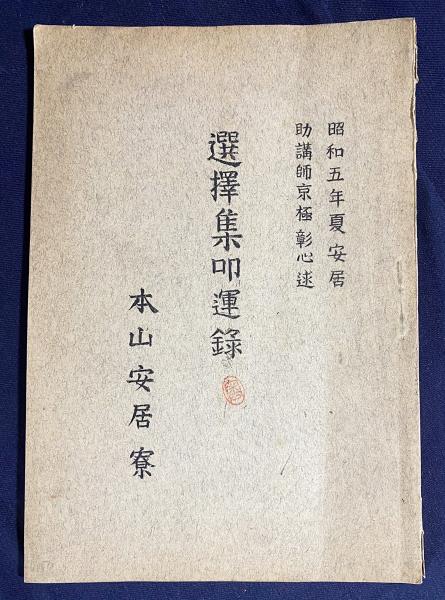 昭和五年夏安居
助講師京極彰心述
選擇集叩運錄
本山安居寮